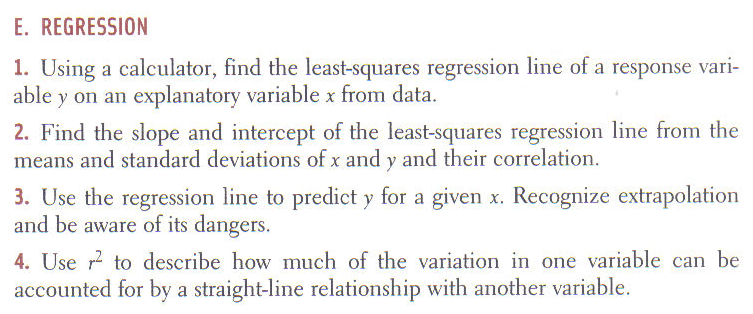 E. REGRESSION
1. Using a calculator, find the least-squares regression line of a response vari-
able y on an explanatory variable x from data.
2. Find the slope and intercept of the least-squares regression line from the
means and standard deviations of x and y and their correlation.
3. Use the regression line to predict y for a given x. Recognize extrapolation
and be aware of its dangers.
4. Use r² to describe how much of the variation in one variable can be
accounted for by a straight-line relationship with another variable.